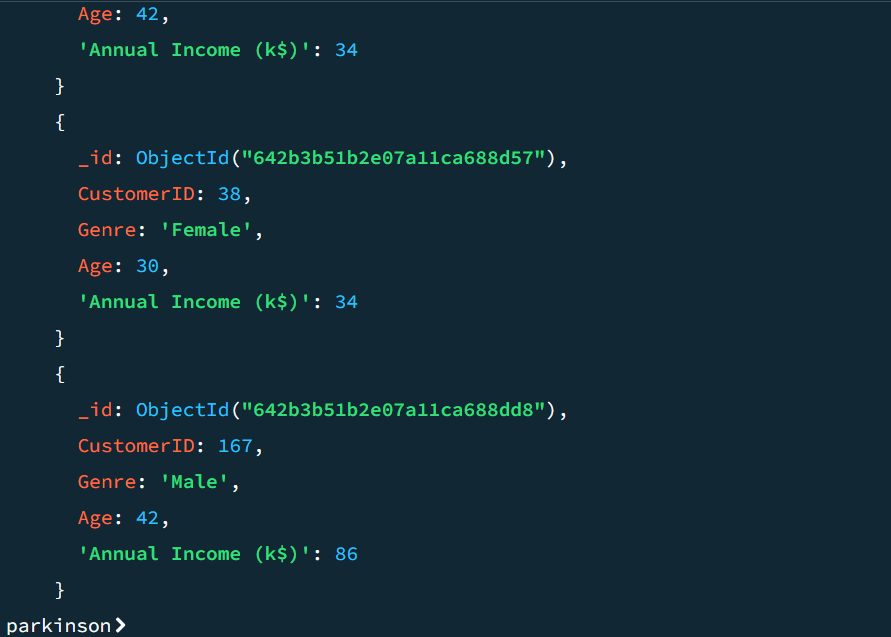 Age: 42,
'Annual Income (k$)': 34
}
{
_id: ObjectId("642b3b51b2e07a11ca688d57"),
CustomerID: 38,
Genre: 'Female',
Age: 30,
'Annual Income (k$)': 34
}
{
_id: ObjectId("642b3b51b2e07a11ca688dd8"),
CustomerID: 167,
Genre: 'Male',
Age: 42,
'Annual Income (k$)': 86
}
parkinson>